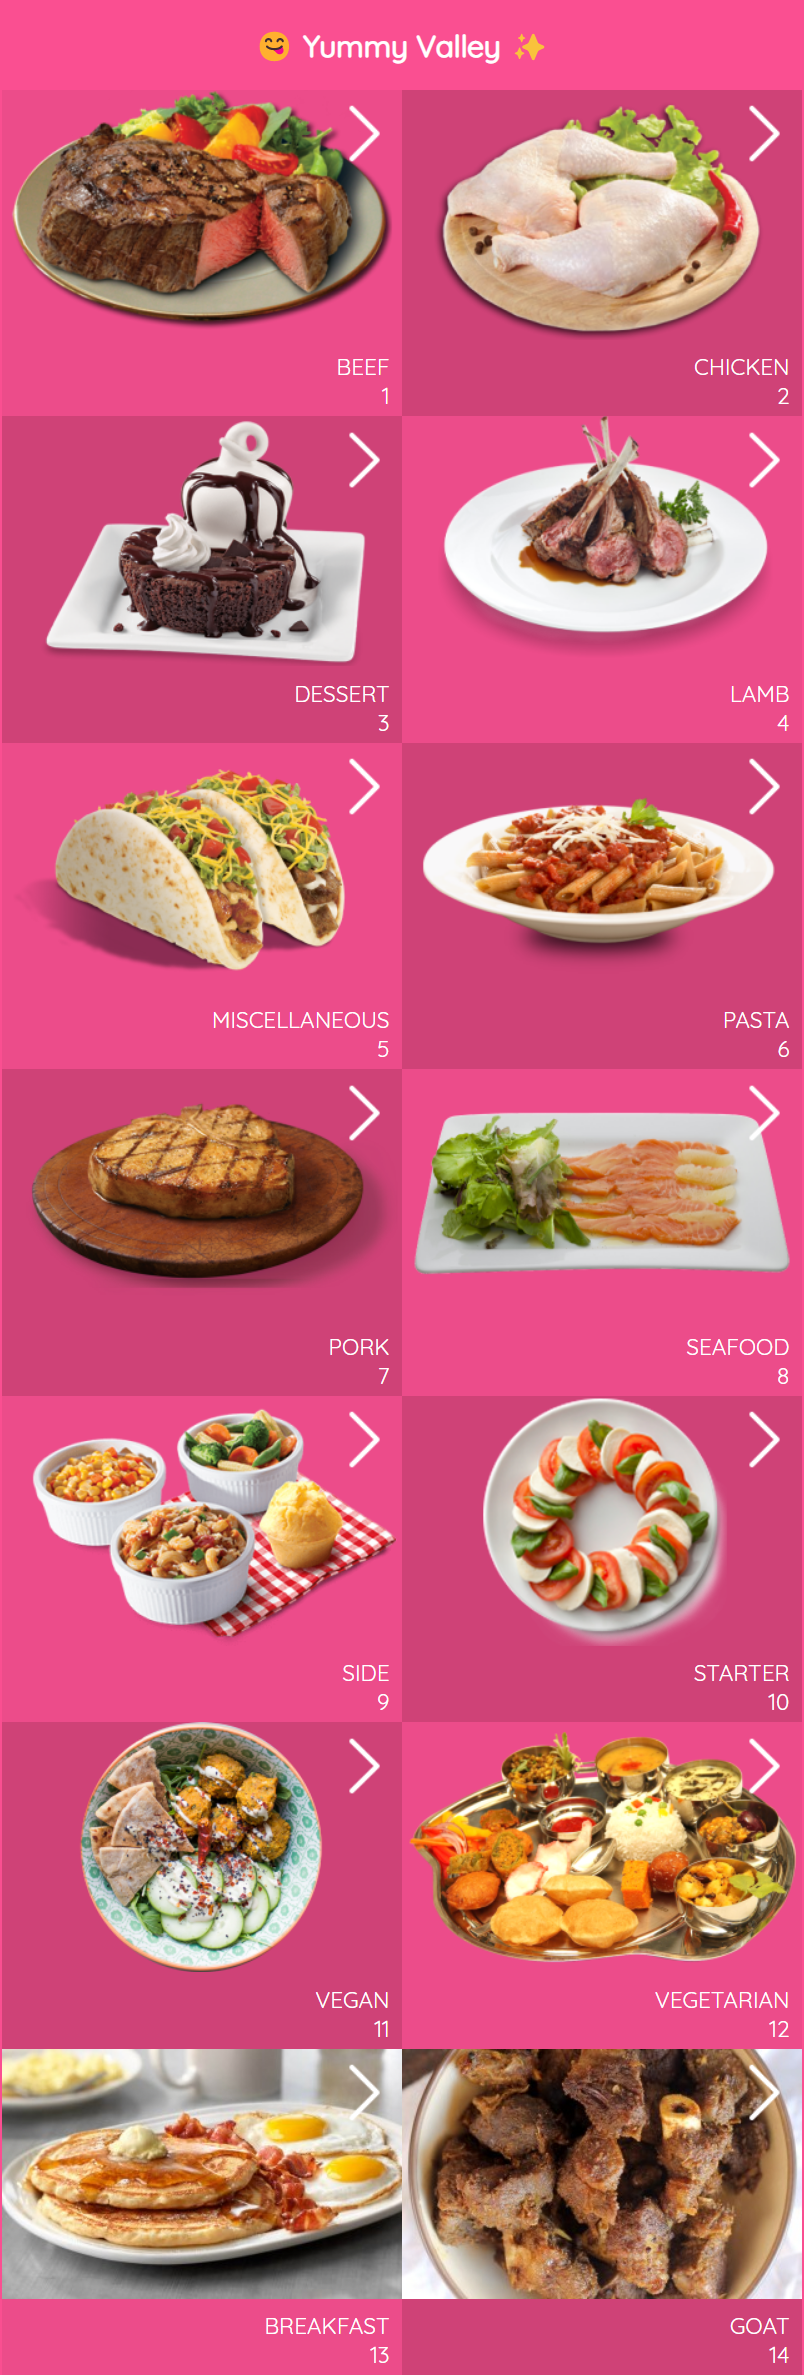 😋 Yummy Valley ✨
BEEF
1
CHICKEN
2
DESSERT
3
LAMB
4
MISCELLANEOUS
5
PASTA
6
PORK
7
SEAFOOD
8
SIDE
9
STARTER
10
VEGAN
11
VEGETARIAN
12
BREAKFAST
13
GOAT
14